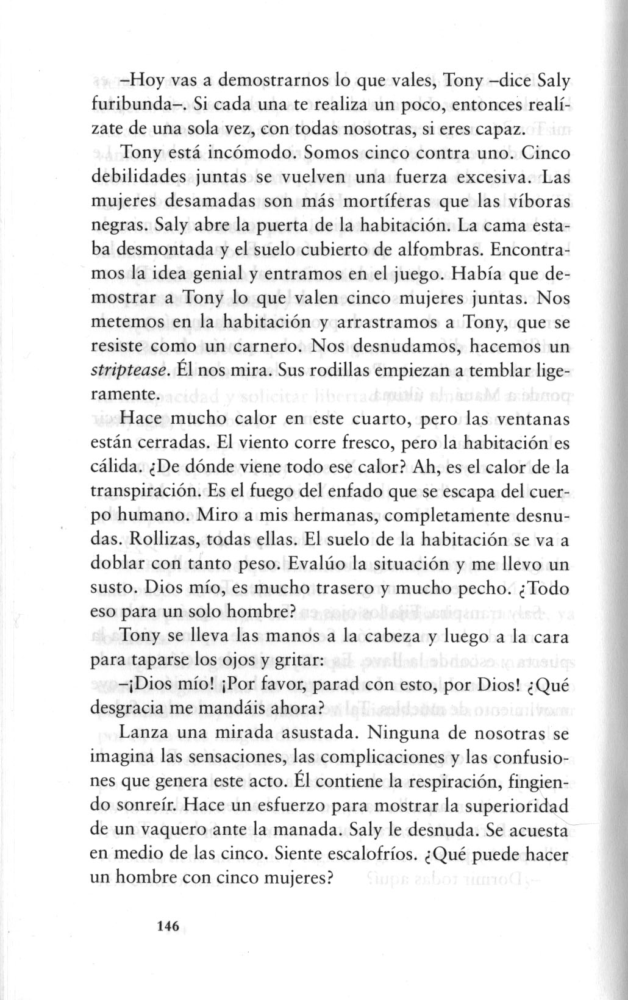 –Hoy vas a demostrarnos lo que vales, Tony –dice Saly
furibunda–. Si cada una te realiza un poco, entonces realí-
zate de una sola vez, con todas nosotras, si eres capaz.
Tony está incómodo. Somos cinco contra uno. Cinco
debilidades juntas se vuelven una fuerza excesiva. Las
mujeres desamadas son más mortíferas que las víboras
negras. Saly abre la puerta de la habitación. La cama esta-
ba desmontada y el suelo cubierto de alfombras. Encontra-
mos la idea genial y entramos en el juego. Había que de-
mostrar a Tony lo que valen cinco mujeres juntas. Nos
metemos en la habitación y arrastramos a Tony, que se
resiste como un carnero. Nos desnudamos, hacemos un
striptease. Él nos mira. Sus rodillas empiezan a temblar lige-
ramente.
Hace mucho calor en este cuarto, pero las ventanas
están cerradas. El viento corre fresco, pero la habitación es
cálida. ¿De dónde viene todo ese calor? Ah, es el calor de la
transpiración. Es el fuego del enfado que se escapa del cuer-
po humano. Miro a mis hermanas, completamente desnu-
das. Rollizas, todas ellas. El suelo de la habitación se va a
doblar con tanto peso. Evalúo la situación y me llevo un
susto. Dios mío, es mucho trasero y mucho pecho. ¿Todo
eso para un solo hombre?
Tony se lleva las manos a la cabeza y luego a la cara
para taparse los ojos y gritar:
–¡Dios mío! ¡Por favor, parad con esto, por Dios! ¿Qué
desgracia me mandáis ahora?
Lanza una mirada asustada. Ninguna de nosotras se
imagina las sensaciones, las complicaciones y las confusio-
nes que genera este acto. Él contiene la respiración, fingien-
do sonreír. Hace un esfuerzo para mostrar la superioridad
de un vaquero ante la manada. Saly le desnuda. Se acuesta
en medio de las cinco. Siente escalofríos. ¿Qué puede hacer
un hombre con cinco mujeres?
146